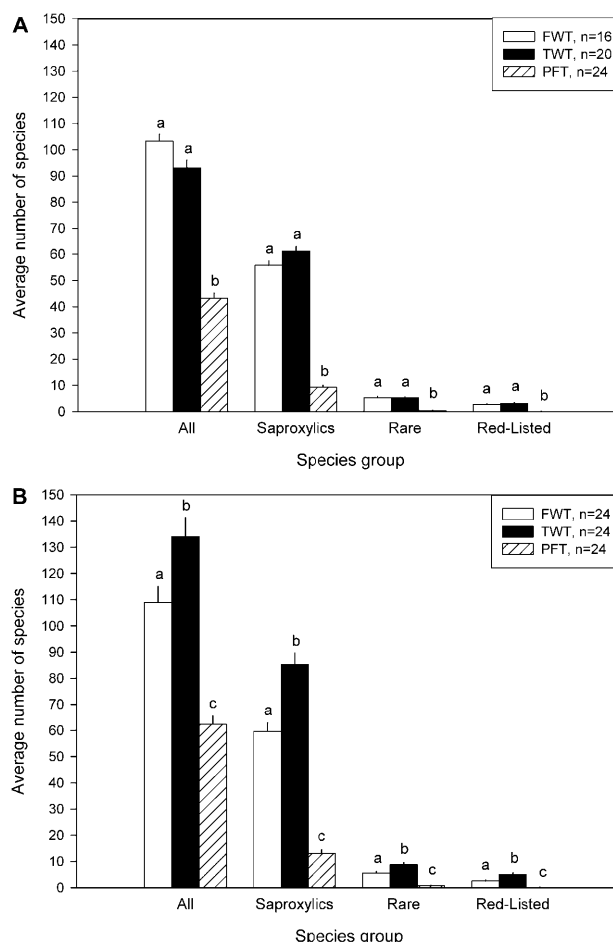 A
FWT, n=16
TWT, n=20
PFT, n=24
Average number of species
150
140
130
120
110
100
90
80
70
60
50
40
30
20
10
0
a
a
b
a
a
b
a
a
b
a
a
b
All Saproxylics Rare Red-Listed
Species group
B
FWT, n=24
TWT, n=24
PFT, n=24
Average number of species
150
140
130
120
110
100
90
80
70
60
50
40
30
20
10
0
a
b
c
a
b
c
a
b
c
a
b
c
All Saproxylics Rare Red-Listed
Species group